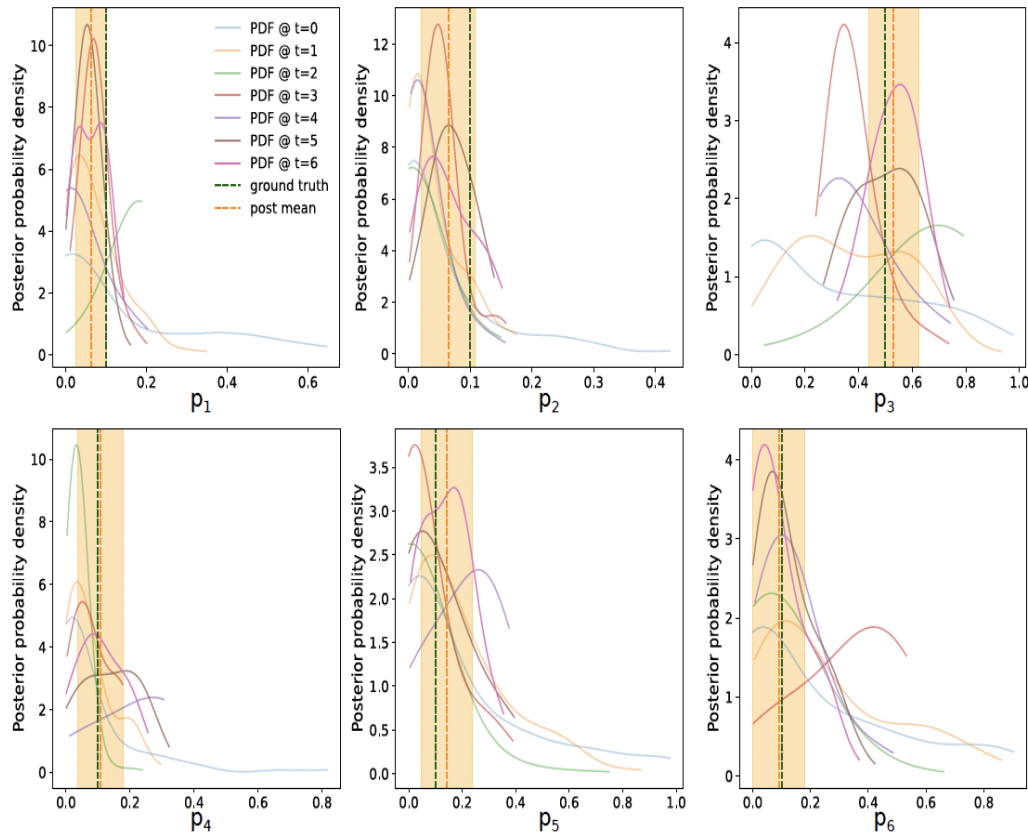 Posterior probability density
10
8
6
4
2
0
0.0 0.2 0.4 0.6
p1
PDF @ t=0
PDF @ t=1
PDF @ t=2
PDF @ t=3
PDF @ t=4
PDF @ t=5
PDF @ t=6
ground truth
post mean
Posterior probability density
12
10
8
6
4
2
0
0.0 0.1 0.2 0.3 0.4
p2
Posterior probability density
4
3
2
1
0
0.0 0.2 0.4 0.6 0.8 1.0
p3
Posterior probability density
10
8
6
4
2
0
0.0 0.2 0.4 0.6 0.8
p4
Posterior probability density
3.5
3.0
2.5
2.0
1.5
1.0
0.5
0.0
0.0 0.2 0.4 0.6 0.8 1.0
p5
Posterior probability density
4
3
2
1
0
0.0 0.2 0.4 0.6 0.8
p6